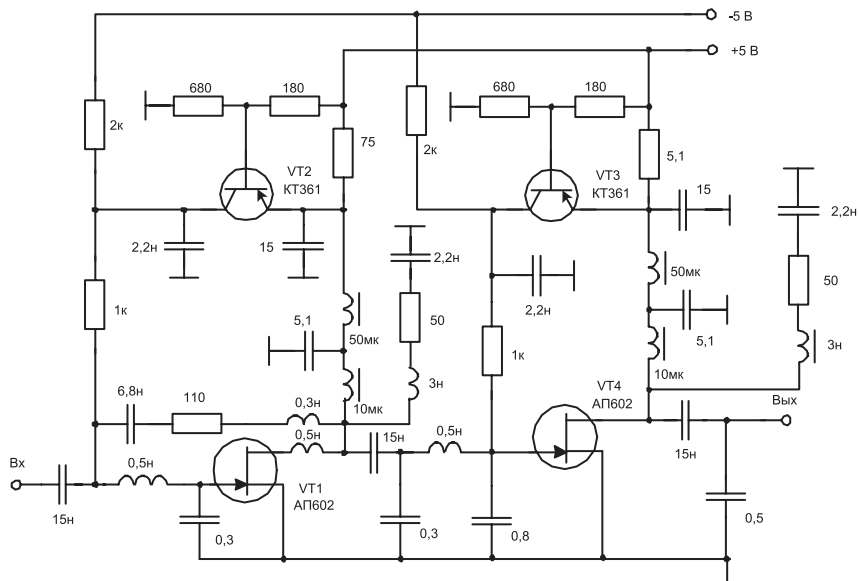 -5 В
+5 В
680
180
680
180
2к
75
2к
5,1
VT2
КТ361
VT3
КТ361
15
2,2н
2,2н
15
2,2н
50мк
50
1к
5,1
50
2,2н
50мк
1к
5,1
3н
3н
10мк
10мк
6,8н
110
0,3н
VT4
АП602
Вых
0,5н
15н
0,5н
Вх
0,5н
15н
VT1
АП602
15н
0,3
0,3
0,8
0,5